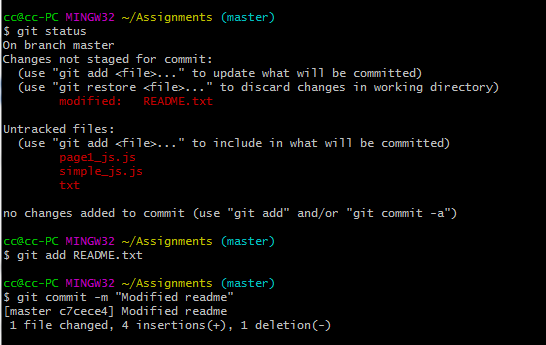 cc@cc-PC MINGW32 ~/Assignments (master)
$ git status
On branch master
Changes not staged for commit:
  (use "git add <file>..." to update what will be committed)
  (use "git restore <file>..." to discard changes in working directory)
        modified:   README.txt

Untracked files:
  (use "git add <file>..." to include in what will be committed)
        page1_js.js
        simple_js.js
        txt

no changes added to commit (use "git add" and/or "git commit -a")

cc@cc-PC MINGW32 ~/Assignments (master)
$ git add README.txt

cc@cc-PC MINGW32 ~/Assignments (master)
$ git commit -m "Modified readme"
[master c7cece4] Modified readme
 1 file changed, 4 insertions(+), 1 deletion(-)